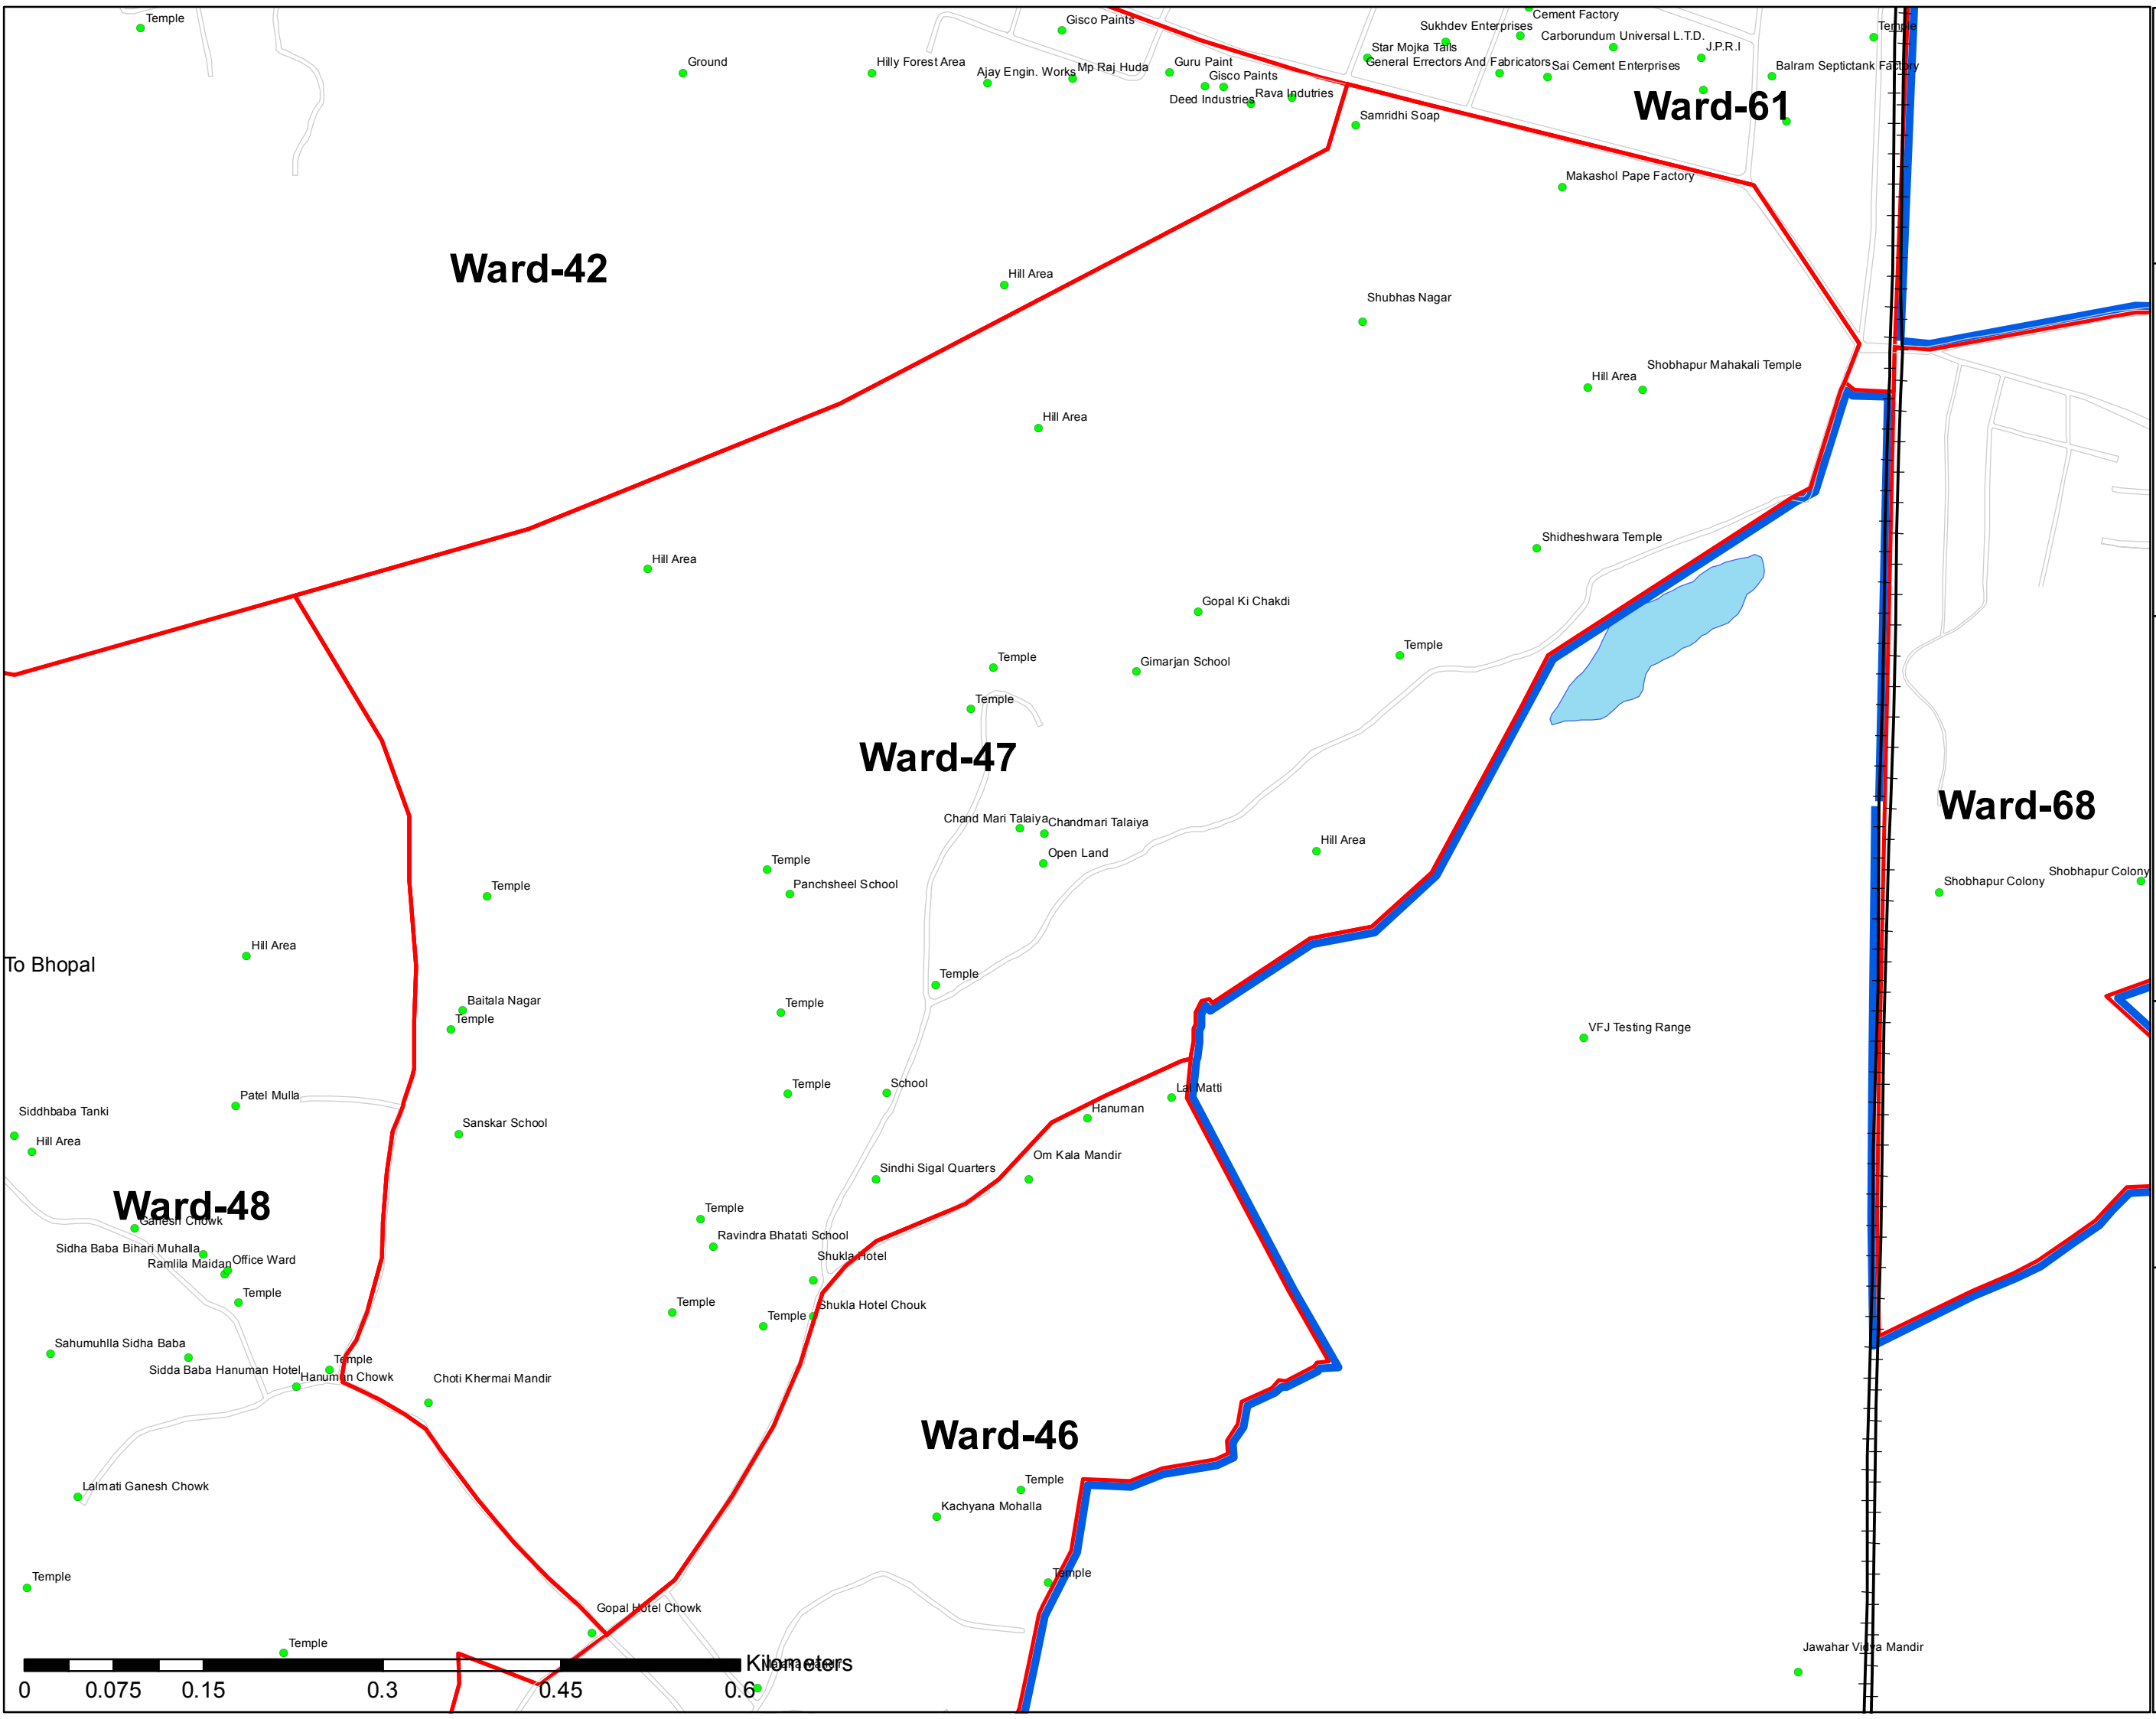 Temple
Gisco Paints
Cement Factory
Sukhdev Enterprises
Carborundum Universal L.T.D.
Temple
Star Mojka Tails
J.P.R.I
Ground
Hilly Forest Area
Ajay Engin. Works
Mp Raj Huda
Guru Paint
General Errectors And Fabricators
Sai Cement Enterprises
Balram Septictank Factory
Gisco Paints
Deed Industries
Rava Indutries
Ward-61
Samridhi Soap
Makashol Pape Factory
Ward-42
Hill Area
Shubhas Nagar
Shobhapur Mahakali Temple
Hill Area
Hill Area
Shidheshwara Temple
Hill Area
Gopal Ki Chakdi
Temple
Temple
Gimarjan School
Temple
Ward-47
Ward-68
Chand Mari Talaiya
Chandmari Talaiya
Hill Area
Open Land
Temple
Panchsheel School
Temple
Shobhapur Colony
Shobhapur Colony
Hill Area
To Bhopal
Temple
Baitala Nagar
Temple
Temple
VFJ Testing Range
Temple
School
Lal Matti
Patel Mulla
Siddhbaba Tanki
Hanuman
Sanskar School
Hill Area
Om Kala Mandir
Sindhi Sigal Quarters
Ward-48
Ganesh Chowk
Temple
Ravindra Bhatati School
Sidha Baba Bihari Muhalla
Shukla Hotel
Ramlila Maidan
Office Ward
Temple
Temple
Shukla Hotel Chouk
Temple
Sahumuhlla Sidha Baba
Temple
Sidda Baba Hanuman Hotel
Hanuman Chowk
Choti Khermai Mandir
Ward-46
Temple
Lalmati Ganesh Chowk
Kachyana Mohalla
Temple
Temple
Gopal Hotel Chowk
Temple
Jawahar Vidya Mandir
Kilometers
0 0.075 0.15 0.3 0.45 0.6